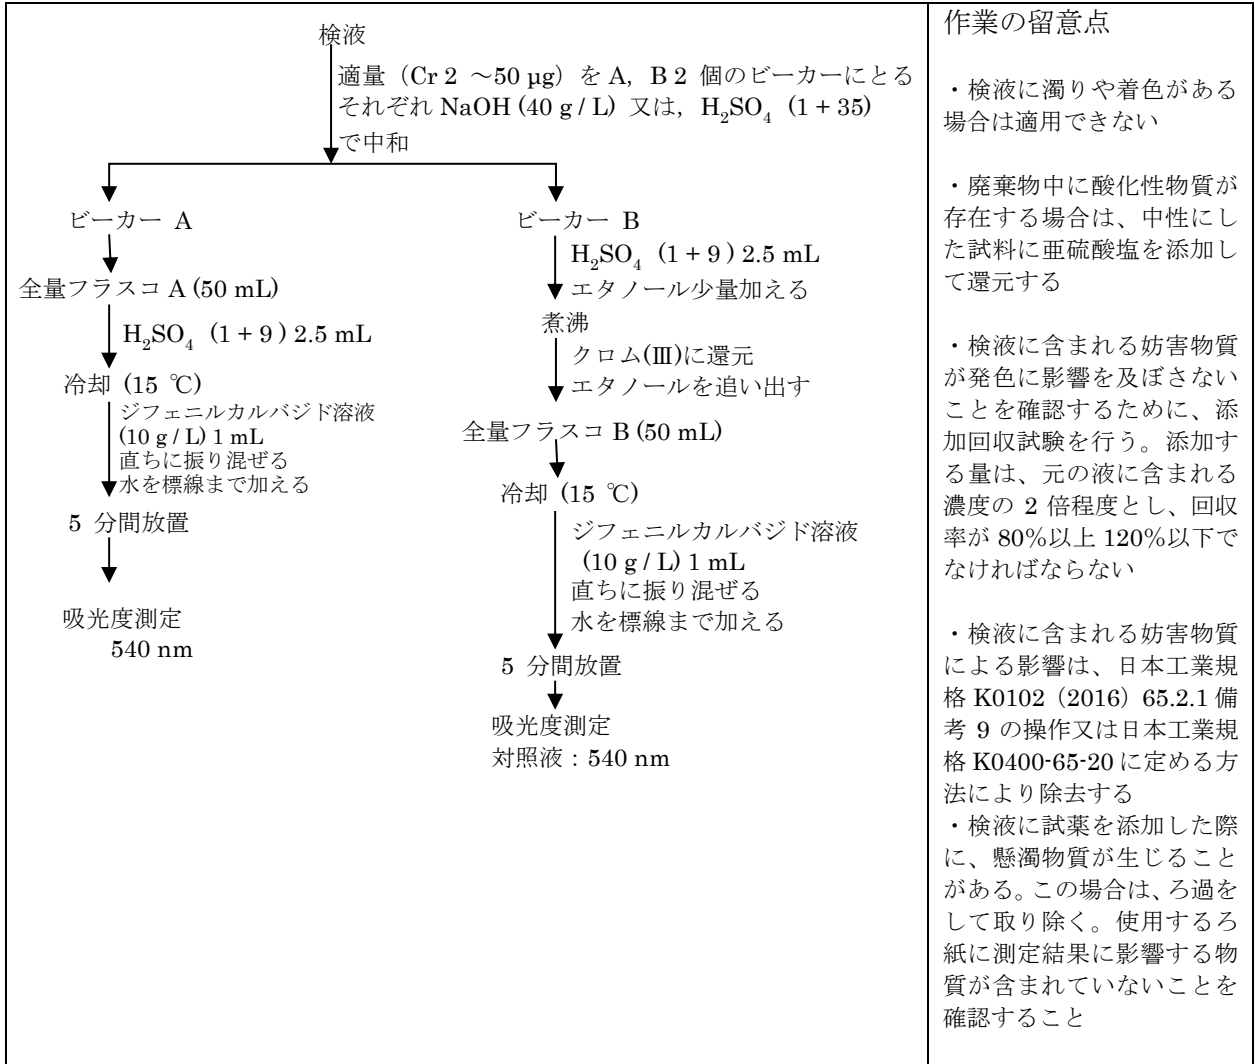 検液
適量（Cr 2 ～50 µg）を A，B 2 個のビーカーにとる
それぞれ NaOH (40 g / L) 又は，H₂SO₄（1 + 35）
で中和
ビーカー A
全量フラスコ A (50 mL)
H₂SO₄（1 + 9 ) 2.5 mL
冷却 (15 ℃)
ジフェニルカルバジド溶液
(10 g / L) 1 mL
直ちに振り混ぜる
水を標線まで加える
5 分間放置
吸光度測定
540 nm
ビーカー B
H₂SO₄（1 + 9 ) 2.5 mL
エタノール少量加える
煮沸
クロム(Ⅲ)に還元
エタノールを追い出す
全量フラスコ B (50 mL)
冷却 (15 ℃)
ジフェニルカルバジド溶液
(10 g / L) 1 mL
直ちに振り混ぜる
水を標線まで加える
5 分間放置
吸光度測定
対照液：540 nm
作業の留意点
・検液に濁りや着色がある
場合は適用できない
・廃棄物中に酸化性物質が
存在する場合は、中性にし
た試料に亜硫酸塩を添加し
て還元する
・検液に含まれる妨害物質
が発色に影響を及ぼさない
ことを確認するために、添
加回収試験を行う。添加す
る量は、元の液に含まれる
濃度の 2 倍程度とし、回収
率が 80％以上 120％以下で
なければならない
・検液に含まれる妨害物質
による影響は、日本工業規
格 K0102（2016）65.2.1 備
考 9 の操作又は日本工業規
格 K0400-65-20 に定める方
法により除去する
・検液に試薬を添加した際
に、懸濁物質が生じること
がある。この場合は、ろ過を
して取り除く。使用するろ
紙に測定結果に影響する物
質が含まれていないことを
確認すること